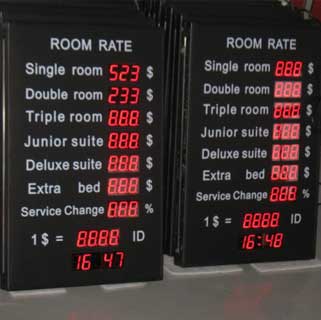 ROOM RATE
Single room 523 $
Double room 233 $
Triple room 888 $
Junior suite 888 $
Deluxe suite 888 $
Extra bed 888 $
Service Change 888 %
1$ = 8888 ID
16 47
ROOM RATE
Single room 888 $
Double room 888 $
Triple room 888 $
Junior suite 888 $
Deluxe suite 888 $
Extra bed 888 $
Service Change 888 %
1$ = 8888 ID
16:48